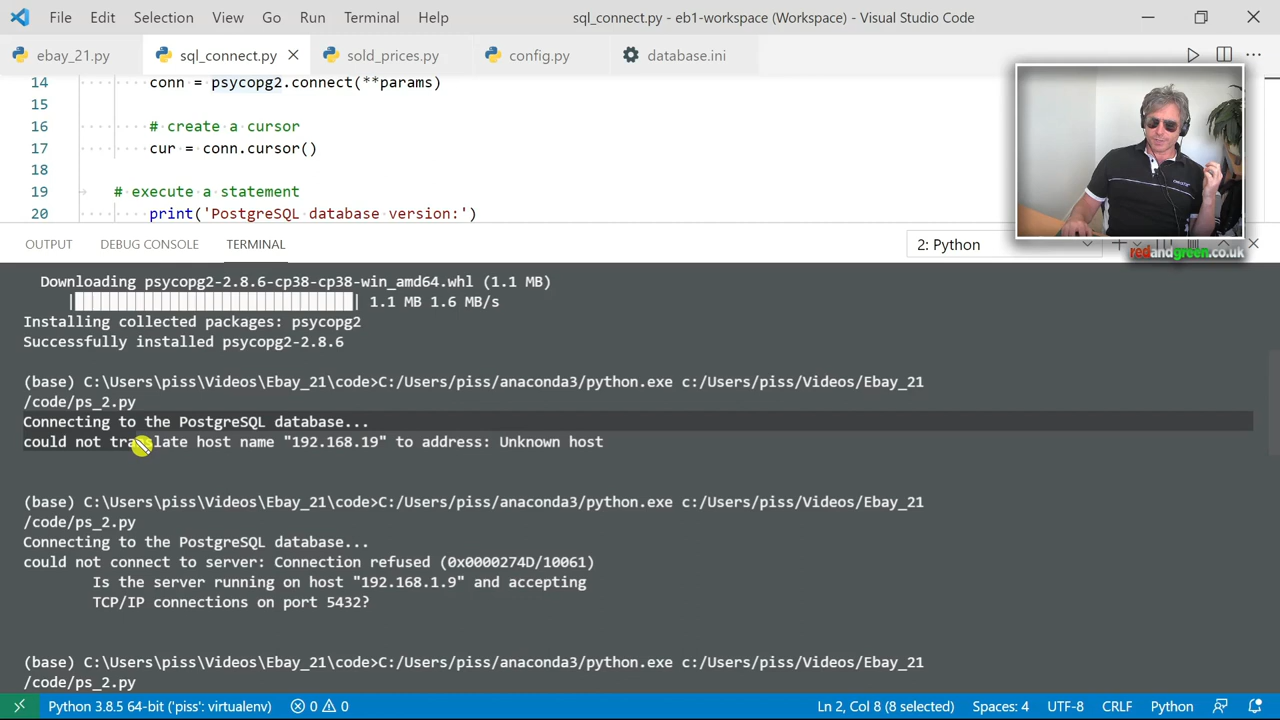 File Edit Selection View Go Run Terminal Help sql_connect.py - eb1-workspace (Workspace) - Visual Studio Code
ebay_21.py sql_connect.py sold_prices.py config.py database.ini
14 conn = psycopg2.connect(**params)
15
16 # create a cursor
17 cur = conn.cursor()
18
19 # execute a statement
20 print('PostgreSQL database version:')
OUTPUT DEBUG CONSOLE TERMINAL 2: Python
redandgreen.co.uk
Downloading psycopg2-2.8.6-cp38-cp38-win_amd64.whl (1.1 MB)
| | 1.1 MB 1.6 MB/s
Installing collected packages: psycopg2
Successfully installed psycopg2-2.8.6
(base) C:\Users\piss\Videos\Ebay_21\code>C:/Users/piss/anaconda3/python.exe c:/Users/piss/Videos/Ebay_21
/code/ps_2.py
Connecting to the PostgreSQL database...
could not translate host name "192.168.19" to address: Unknown host
(base) C:\Users\piss\Videos\Ebay_21\code>C:/Users/piss/anaconda3/python.exe c:/Users/piss/Videos/Ebay_21
/code/ps_2.py
Connecting to the PostgreSQL database...
could not connect to server: Connection refused (0x0000274D/10061)
Is the server running on host "192.168.1.9" and accepting
TCP/IP connections on port 5432?
(base) C:\Users\piss\Videos\Ebay_21\code>C:/Users/piss/anaconda3/python.exe c:/Users/piss/Videos/Ebay_21
/code/ps_2.py
Python 3.8.5 64-bit ('piss': virtualenv) 0 0 Ln 2, Col 8 (8 selected) Spaces: 4 UTF-8 CRLF Python